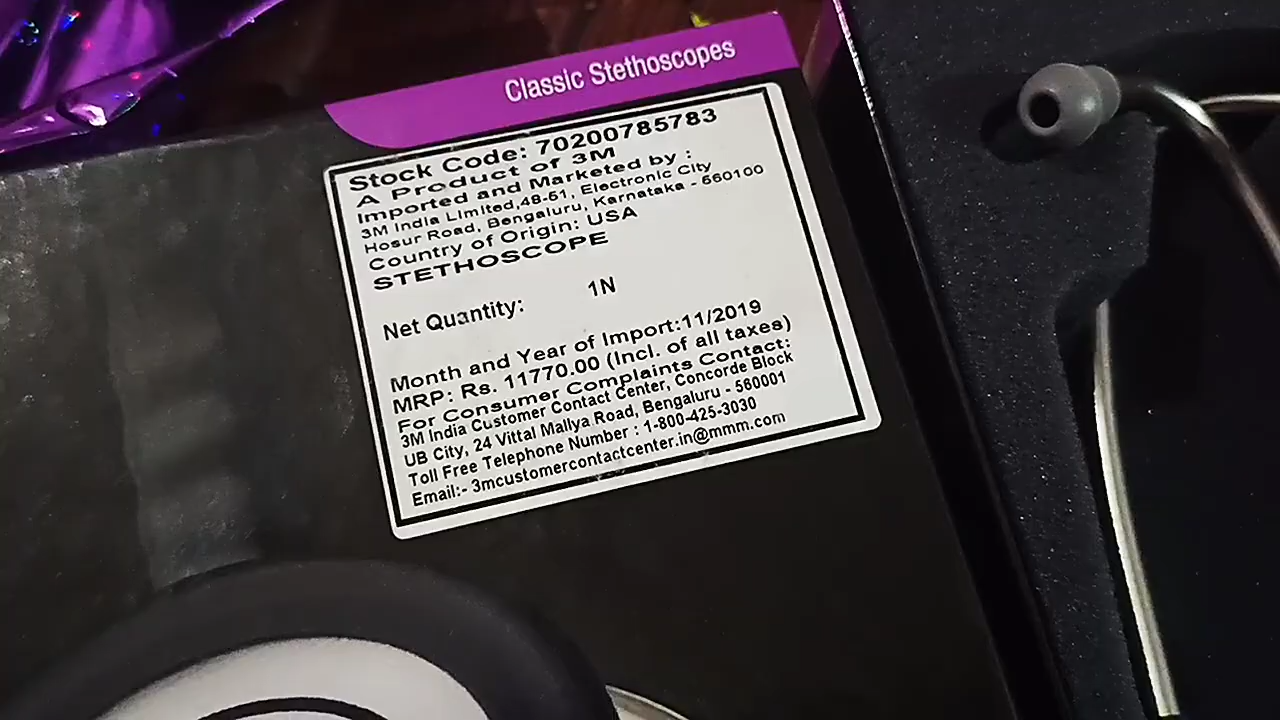 Classic Stethoscopes
Stock Code: 70200785783
A Product of 3M
Imported and Marketed by :
3M India Limited,48-51, Electronic City
Hosur Road, Bengaluru, Karnataka - 560100
Country of Origin: USA
STETHOSCOPE
Net Quantity: 1N
Month and Year of Import:11/2019
MRP: Rs. 11770.00 (Incl. of all taxes)
For Consumer Complaints Contact:
3M India Customer Contact Center, Concorde Block
UB City, 24 Vittal Mallya Road, Bengaluru - 560001
Toll Free Telephone Number : 1-800-425-3030
Email:- 3mcustomercontactcenter.in@mmm.com